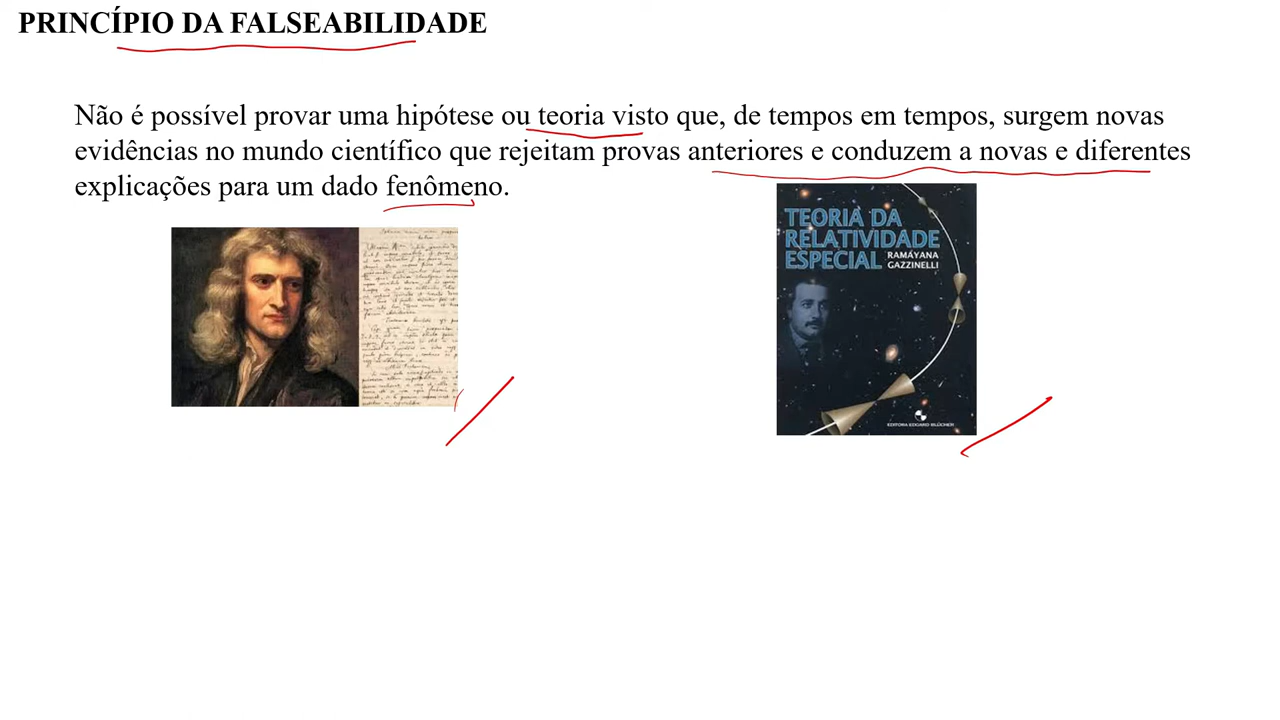 PRINCÍPIO DA FALSEABILIDADE
Não é possível provar uma hipótese ou teoria visto que, de tempos em tempos, surgem novas
evidências no mundo científico que rejeitam provas anteriores e conduzem a novas e diferentes
explicações para um dado fenômeno.
TEORIA DA
RELATIVIDADE
ESPECIAL
RAMÁYANA
GAZZINELLI
EDITORA EDGARD BLÜCHER